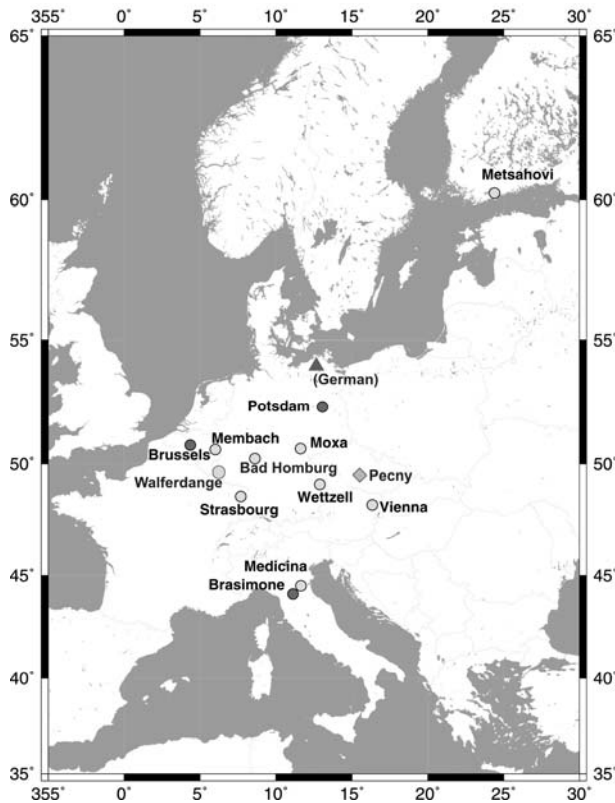 355˚ 0˚ 5˚ 10˚ 15˚ 20˚ 25˚ 30˚
65˚ 65˚
Metsahovi
60˚ 60˚
55˚ 55˚
(German)
Potsdam
Membach Moxa
Brussels
50˚ Bad Homburg 50˚
Pecny
Walferdange
Wettzell
Strasbourg Vienna
Medicina
45˚ 45˚
Brasimone
40˚ 40˚
35˚ 35˚
355˚ 0˚ 5˚ 10˚ 15˚ 20˚ 25˚ 30˚